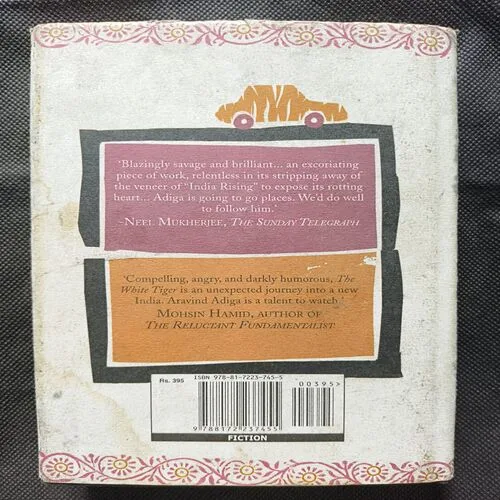 'Blazingly savage and brilliant... an excoriating
piece of work, relentless in its stripping away of
the veneer of "India Rising" to expose its rotting
heart... Adiga is going to go places. We'd do well
to follow him.'
NEEL MUKHERJEE, THE SUNDAY TELEGRAPH
'Compelling, angry, and darkly humorous, The
White Tiger is an unexpected journey into a new
India. Aravind Adiga is a talent to watch.'
MOHSIN HAMID, AUTHOR OF
THE RELUCTANT FUNDAMENTALIST
Rs. 395 ISBN 978-81-7223-745-5
00395>
9 788172 237455
FICTION